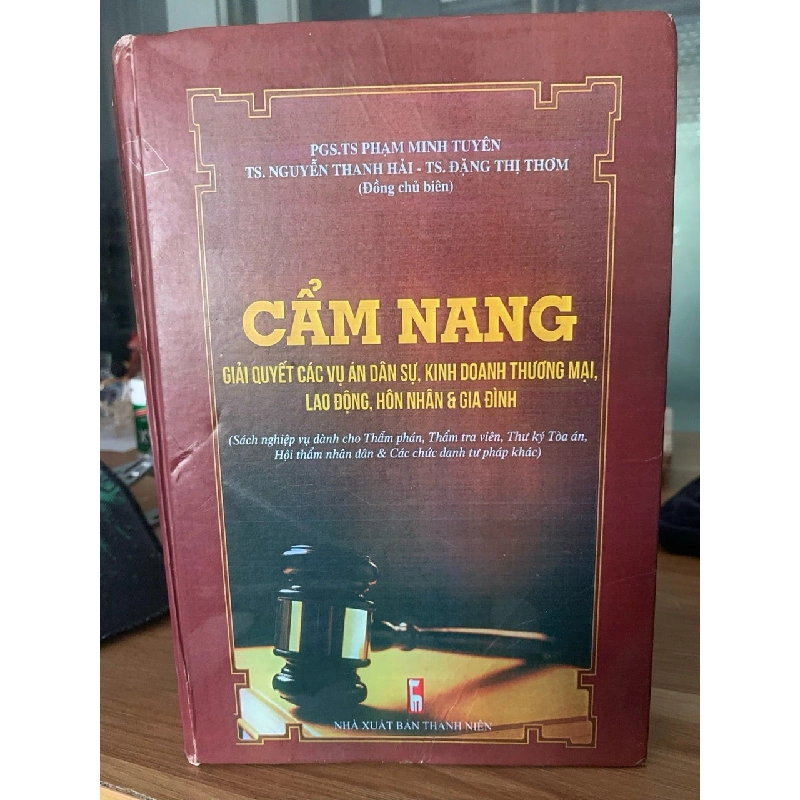 PGS.TS PHẠM MINH TUYÊN
TS. NGUYỄN THANH HẢI - TS. ĐẶNG THỊ THƠM
(Đồng chủ biên)
CẨM NANG
GIẢI QUYẾT CÁC VỤ ÁN DÂN SỰ, KINH DOANH THƯƠNG MẠI,
LAO ĐỘNG, HÔN NHÂN & GIA ĐÌNH
(Sách nghiệp vụ dành cho Thẩm phán, Thẩm tra viên, Thư ký Tòa án,
Hội thẩm nhân dân & Các chức danh tư pháp khác)
NHÀ XUẤT BẢN THANH NIÊN